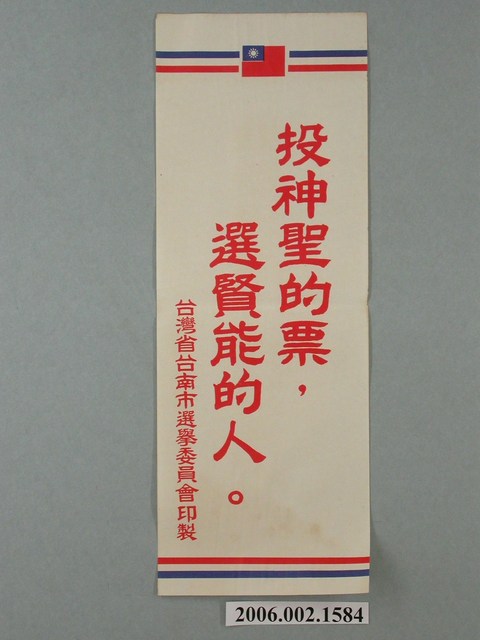 投神聖的票，
選賢能的人。
台灣省台南市選舉委員會印製
2006.002.1584